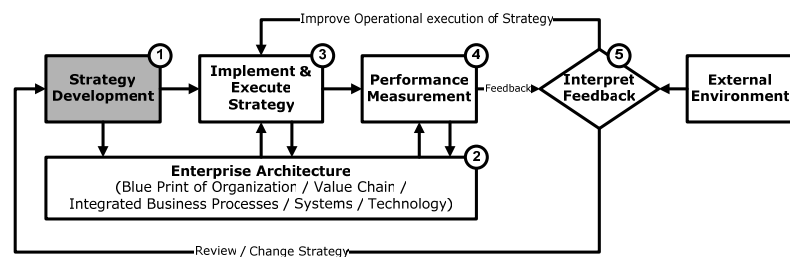 Improve Operational execution of Strategy
1
Strategy
Development
3
Implement &
Execute
Strategy
4
Performance
Measurement
Feedback
5
Interpret
Feedback
External
Environment
2
Enterprise Architecture
(Blue Print of Organization / Value Chain /
Integrated Business Processes / Systems / Technology)
Review / Change Strategy